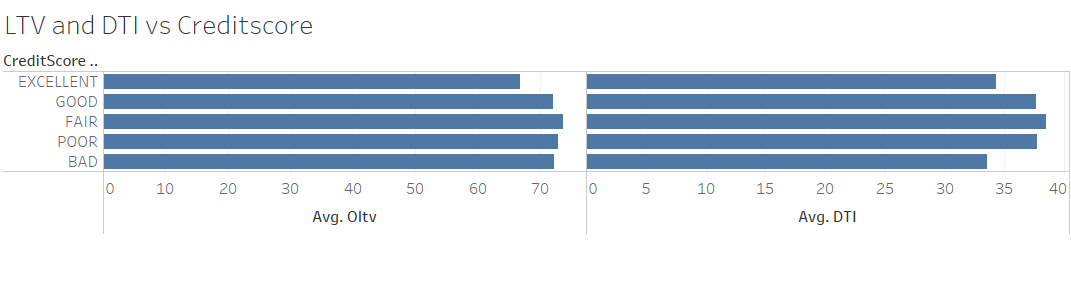 LTV and DTI vs Creditscore
CreditScore ..
EXCELLENT
GOOD
FAIR
POOR
BAD
0 10 20 30 40 50 60 70
0 5 10 15 20 25 30 35 40
Avg. Oltv
Avg. DTI